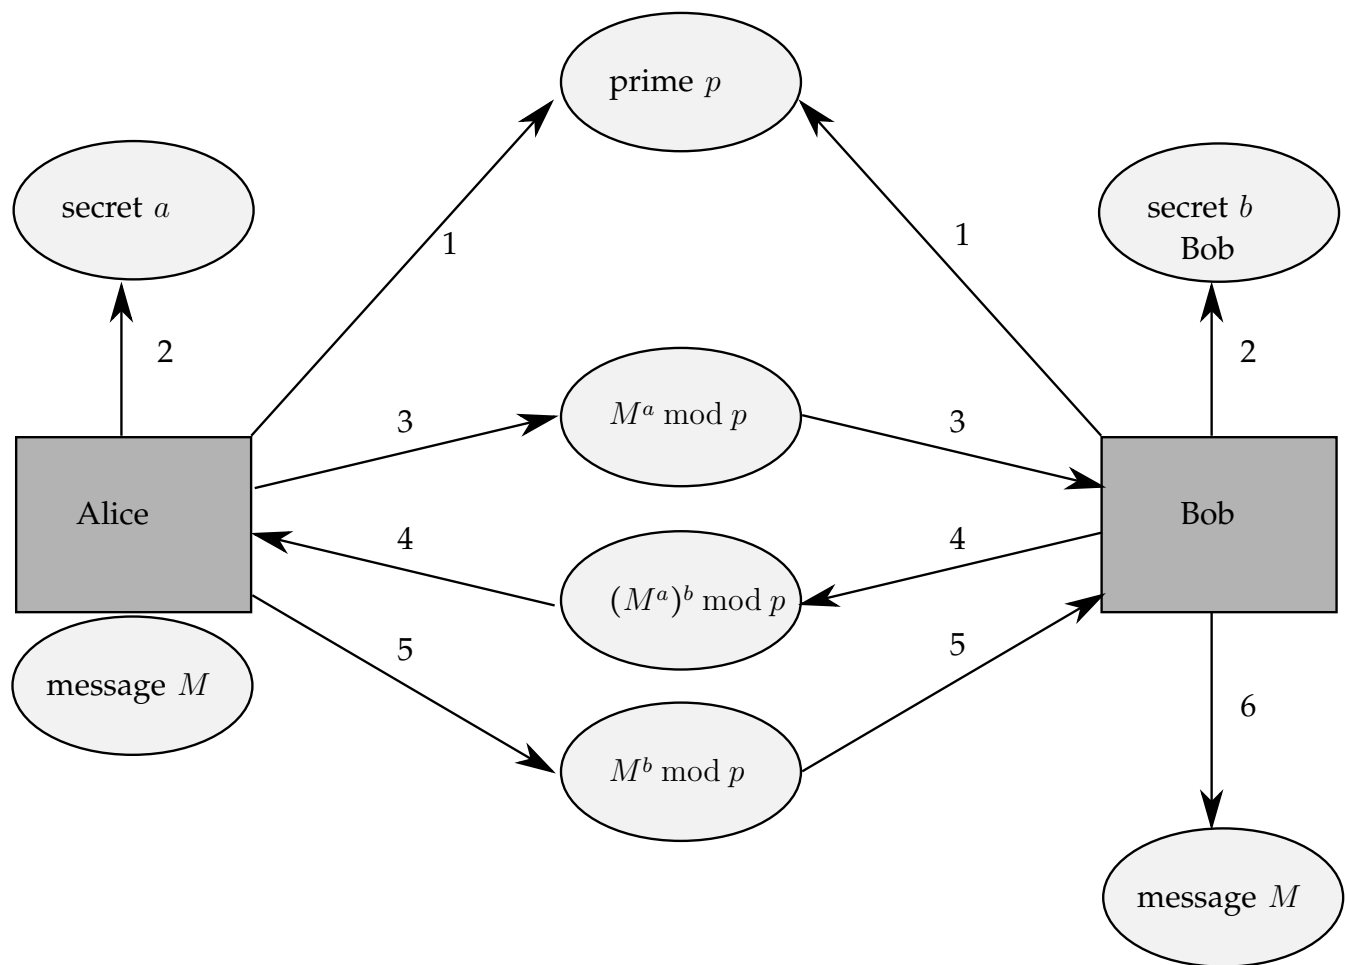 prime p
secret a
secret b
Bob
1
1
2
2
M^a mod p
3
3
Alice
Bob
4
4
(M^a)^b mod p
5
5
message M
6
M^b mod p
message M